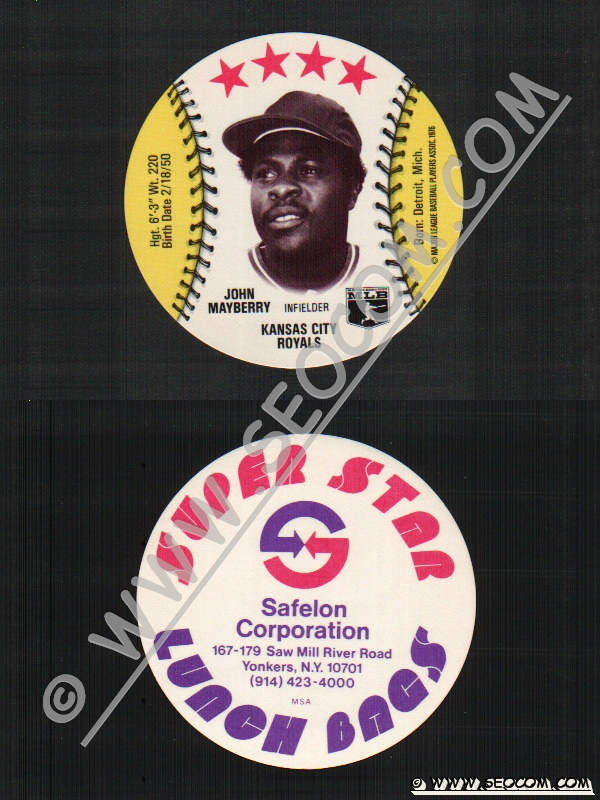 Hgt. 6'-3" Wt. 220
Birth Date 2/18/50
Born: Detroit, Mich.
© MAJOR LEAGUE BASEBALL PLAYERS ASSOC. 1976
JOHN
MAYBERRY
INFIELDER
MLB
KANSAS CITY
ROYALS
SUPER STAR
Safelon
Corporation
167-179 Saw Mill River Road
Yonkers, N.Y. 10701
(914) 423-4000
MSA
LUNCH BAGS
© WWW.SEOCOM.COM
© WWW.SEOCOM.COM